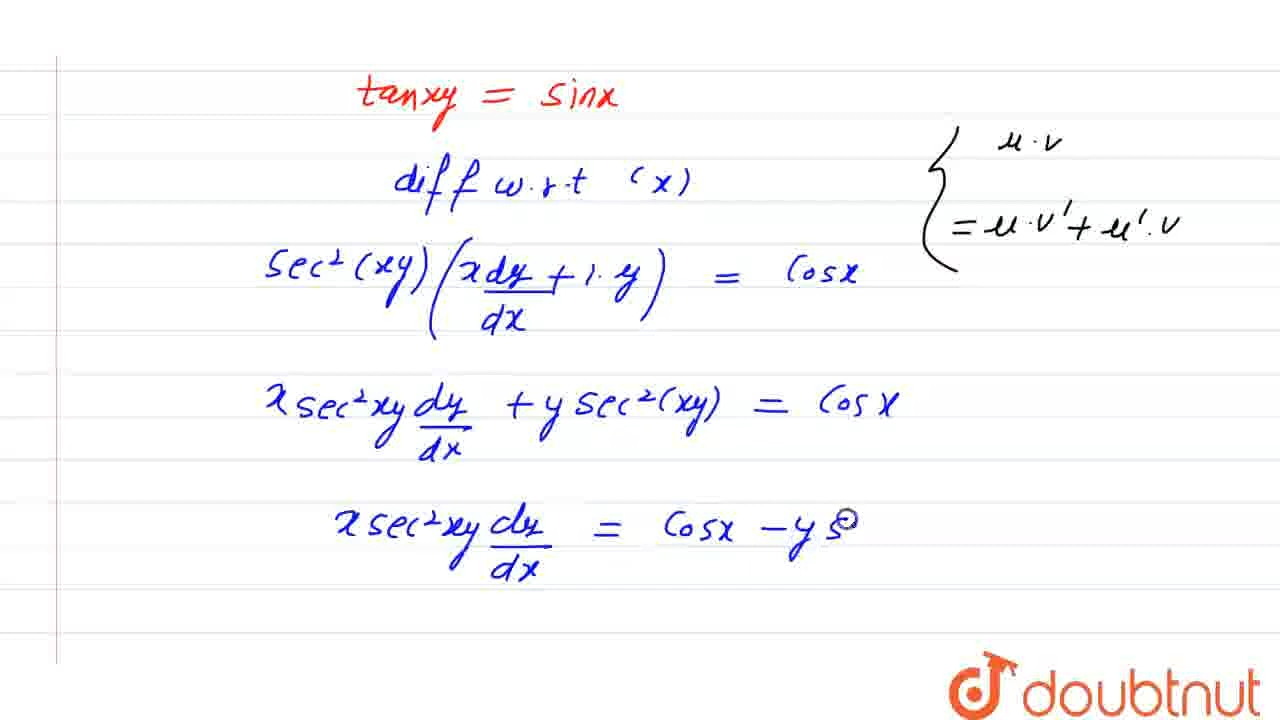 tanxy = sinx
diff w.r.t (x)
u.v
= u.v' + u'.v
sec²(xy)(x dy/dx + 1.y) = cosx
x sec²xy dy/dx + y sec²(xy) = cosx
x sec²xy dy/dx = cosx - y s
doubtnut